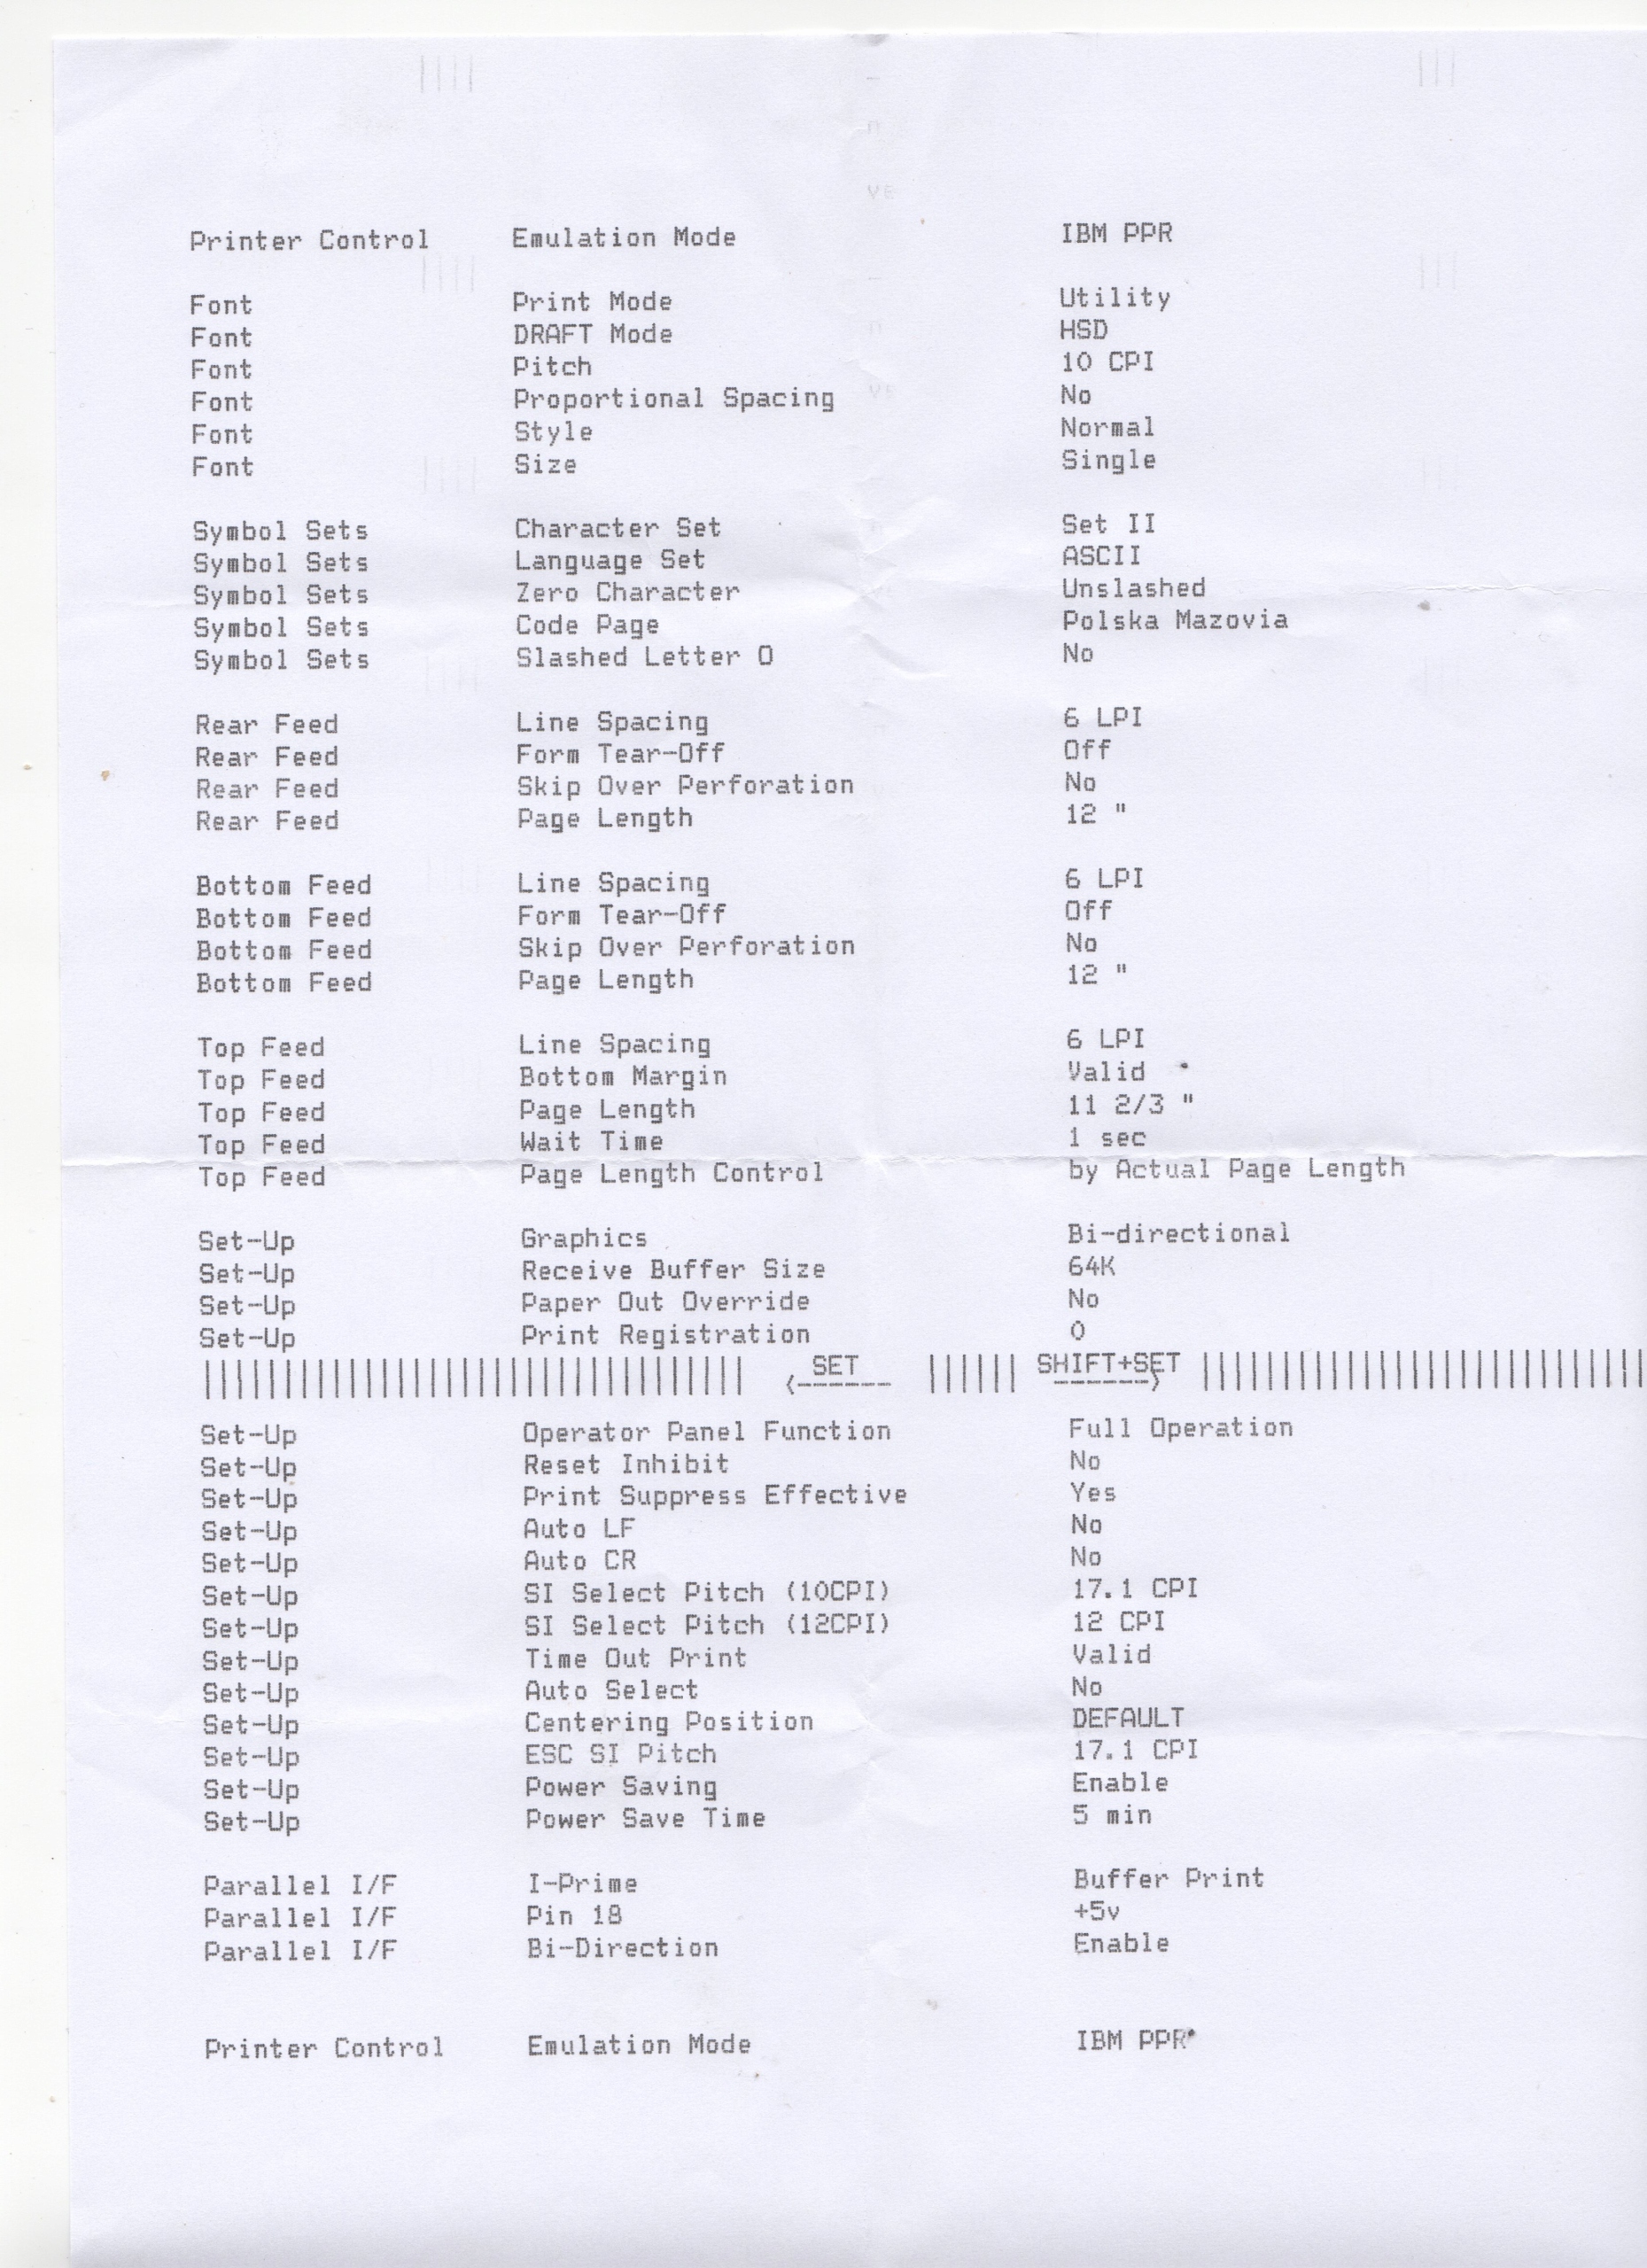 Printer Control Emulation Mode IBM PPR
Font Print Mode Utility
Font DRAFT Mode HSD
Font Pitch 10 CPI
Font Proportional Spacing No
Font Style Normal
Font Size Single
Symbol Sets Character Set Set II
Symbol Sets Language Set ASCII
Symbol Sets Zero Character Unslashed
Symbol Sets Code Page Polska Mazovia
Symbol Sets Slashed Letter O No
Rear Feed Line Spacing 6 LPI
Rear Feed Form Tear-Off Off
Rear Feed Skip Over Perforation No
Rear Feed Page Length 12 "
Bottom Feed Line Spacing 6 LPI
Bottom Feed Form Tear-Off Off
Bottom Feed Skip Over Perforation No
Bottom Feed Page Length 12 "
Top Feed Line Spacing 6 LPI
Top Feed Bottom Margin Valid
Top Feed Page Length 11 2/3 "
Top Feed Wait Time 1 sec
Top Feed Page Length Control by Actual Page Length
Set-Up Graphics Bi-directional
Set-Up Receive Buffer Size 64K
Set-Up Paper Out Override No
Set-Up Print Registration 0
SET SHIFT+SET
Set-Up Operator Panel Function Full Operation
Set-Up Reset Inhibit No
Set-Up Print Suppress Effective Yes
Set-Up Auto LF No
Set-Up Auto CR No
Set-Up SI Select Pitch (10CPI) 17.1 CPI
Set-Up SI Select Pitch (12CPI) 12 CPI
Set-Up Time Out Print Valid
Set-Up Auto Select No
Set-Up Centering Position DEFAULT
Set-Up ESC SI Pitch 17.1 CPI
Set-Up Power Saving Enable
Set-Up Power Save Time 5 min
Parallel I/F I-Prime Buffer Print
Parallel I/F Pin 18 +5v
Parallel I/F Bi-Direction Enable
Printer Control Emulation Mode IBM PPR